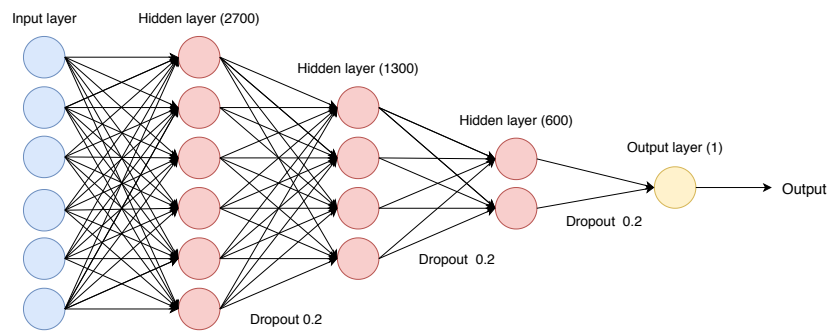 Input layer
Hidden layer (2700)
Hidden layer (1300)
Hidden layer (600)
Output layer (1)
Output
Dropout 0.2
Dropout 0.2
Dropout 0.2